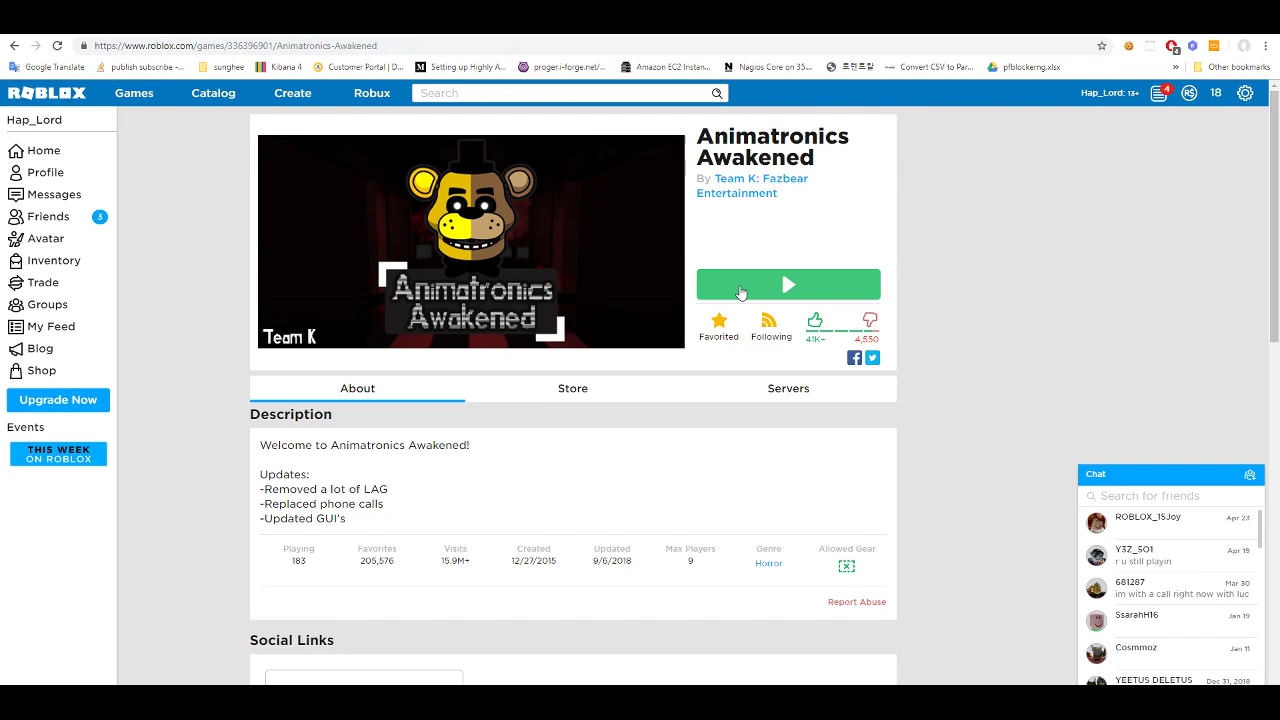 https://www.roblox.com/games/336396901/Animatronics-Awakened
4
Google Translate
publish subscribe -...
sunghee
Kibana 4
Customer Portal | D...
Setting up Highly A...
proger.i-forge.net/...
Amazon EC2 Instan...
Nagios Core on 35...
트런트랄
Convert CSV to Par...
pfblockerng.xlsx
»
Other bookmarks
ROBLOX
Games
Catalog
Create
Robux
Search
Hap_Lord: 13+
4
R$
18
Hap_Lord
Home
Profile
Messages
Friends
3
Avatar
Inventory
Trade
Groups
My Feed
Blog
Shop
Upgrade Now
Events
THIS WEEK
ON ROBLOX
Animatronics
Awakened
Team K
Animatronics
Awakened
By Team K: Fazbear
Entertainment
Favorited
Following
41K+
4,550
About
Store
Servers
Description
Welcome to Animatronics Awakened!
Updates:
-Removed a lot of LAG
-Replaced phone calls
-Updated GUI's
Playing
183
Favorites
205,576
Visits
15.9M+
Created
12/27/2015
Updated
9/6/2018
Max Players
9
Genre
Horror
Allowed Gear
Report Abuse
Social Links
Chat
Search for friends
ROBLOX_15Joy
Apr 23
Y3Z_5O1
Apr 19
r u still playin
681287
Mar 30
im with a call right now with luc
SsarahH16
Jan 19
Cosmmoz
Jan 11
YEETUS DELETUS
Dec 31, 2018